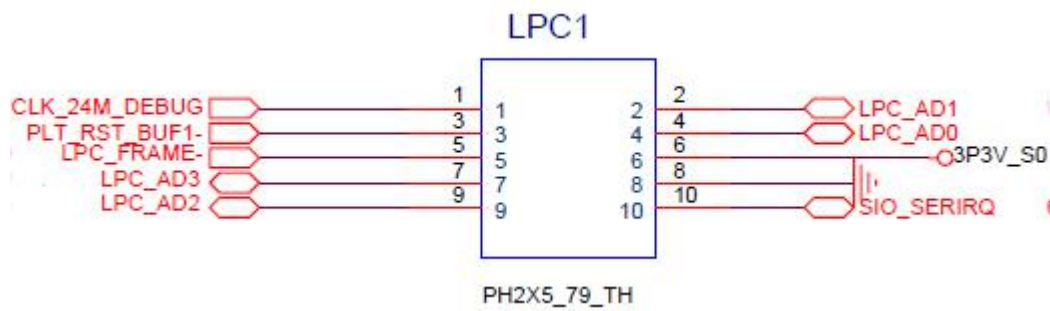 LPC1
CLK_24M_DEBUG 1 1 2 2 LPC_AD1
PLT_RST_BUF1- 3 3 4 4 LPC_AD0
LPC_FRAME- 5 5 6 6 3P3V_S0
LPC_AD3 7 7 8 8
LPC_AD2 9 9 10 10 SIO_SERIRQ
PH2X5_79_TH